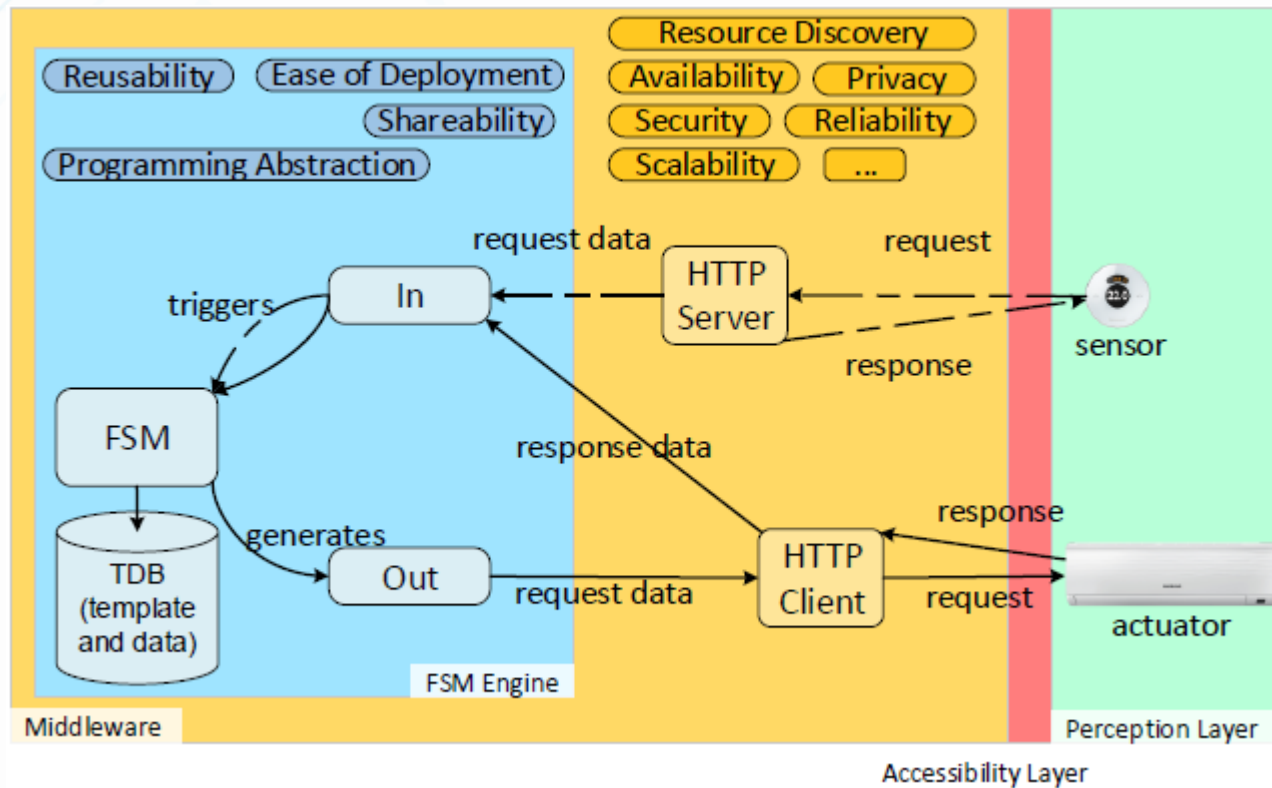 Resource Discovery
Reusability
Ease of Deployment
Availability
Privacy
Shareability
Security
Reliability
Programming Abstraction
Scalability
...
request data
request
HTTP
Server
In
triggers
22.0
sensor
response
FSM
response data
response
generates
TDB
(template
and data)
Out
request data
HTTP
Client
request
actuator
FSM Engine
Middleware
Perception Layer
Accessibility Layer